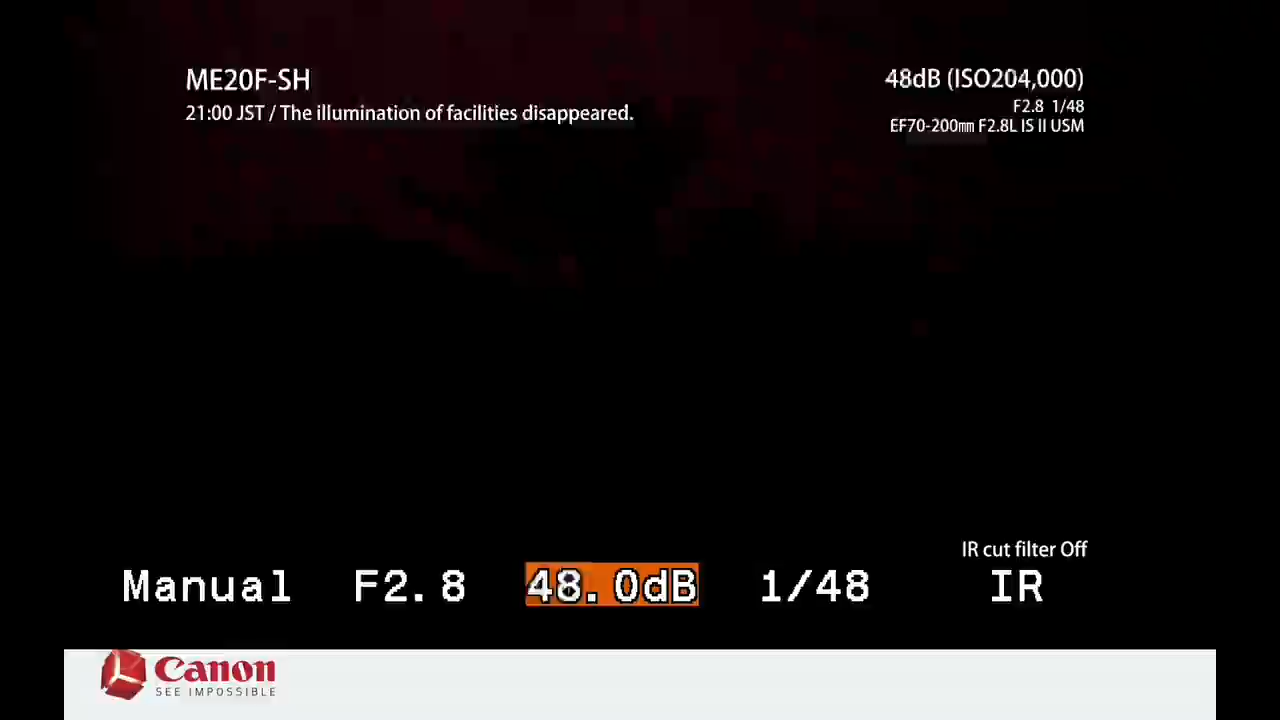 ME20F-SH
21:00 JST / The illumination of facilities disappeared.
48dB (ISO204,000)
F2.8 1/48
EF70-200㎜ F2.8L IS II USM
IR cut filter Off
Manual F2.8 48.0dB 1/48 IR
Canon
SEE IMPOSSIBLE